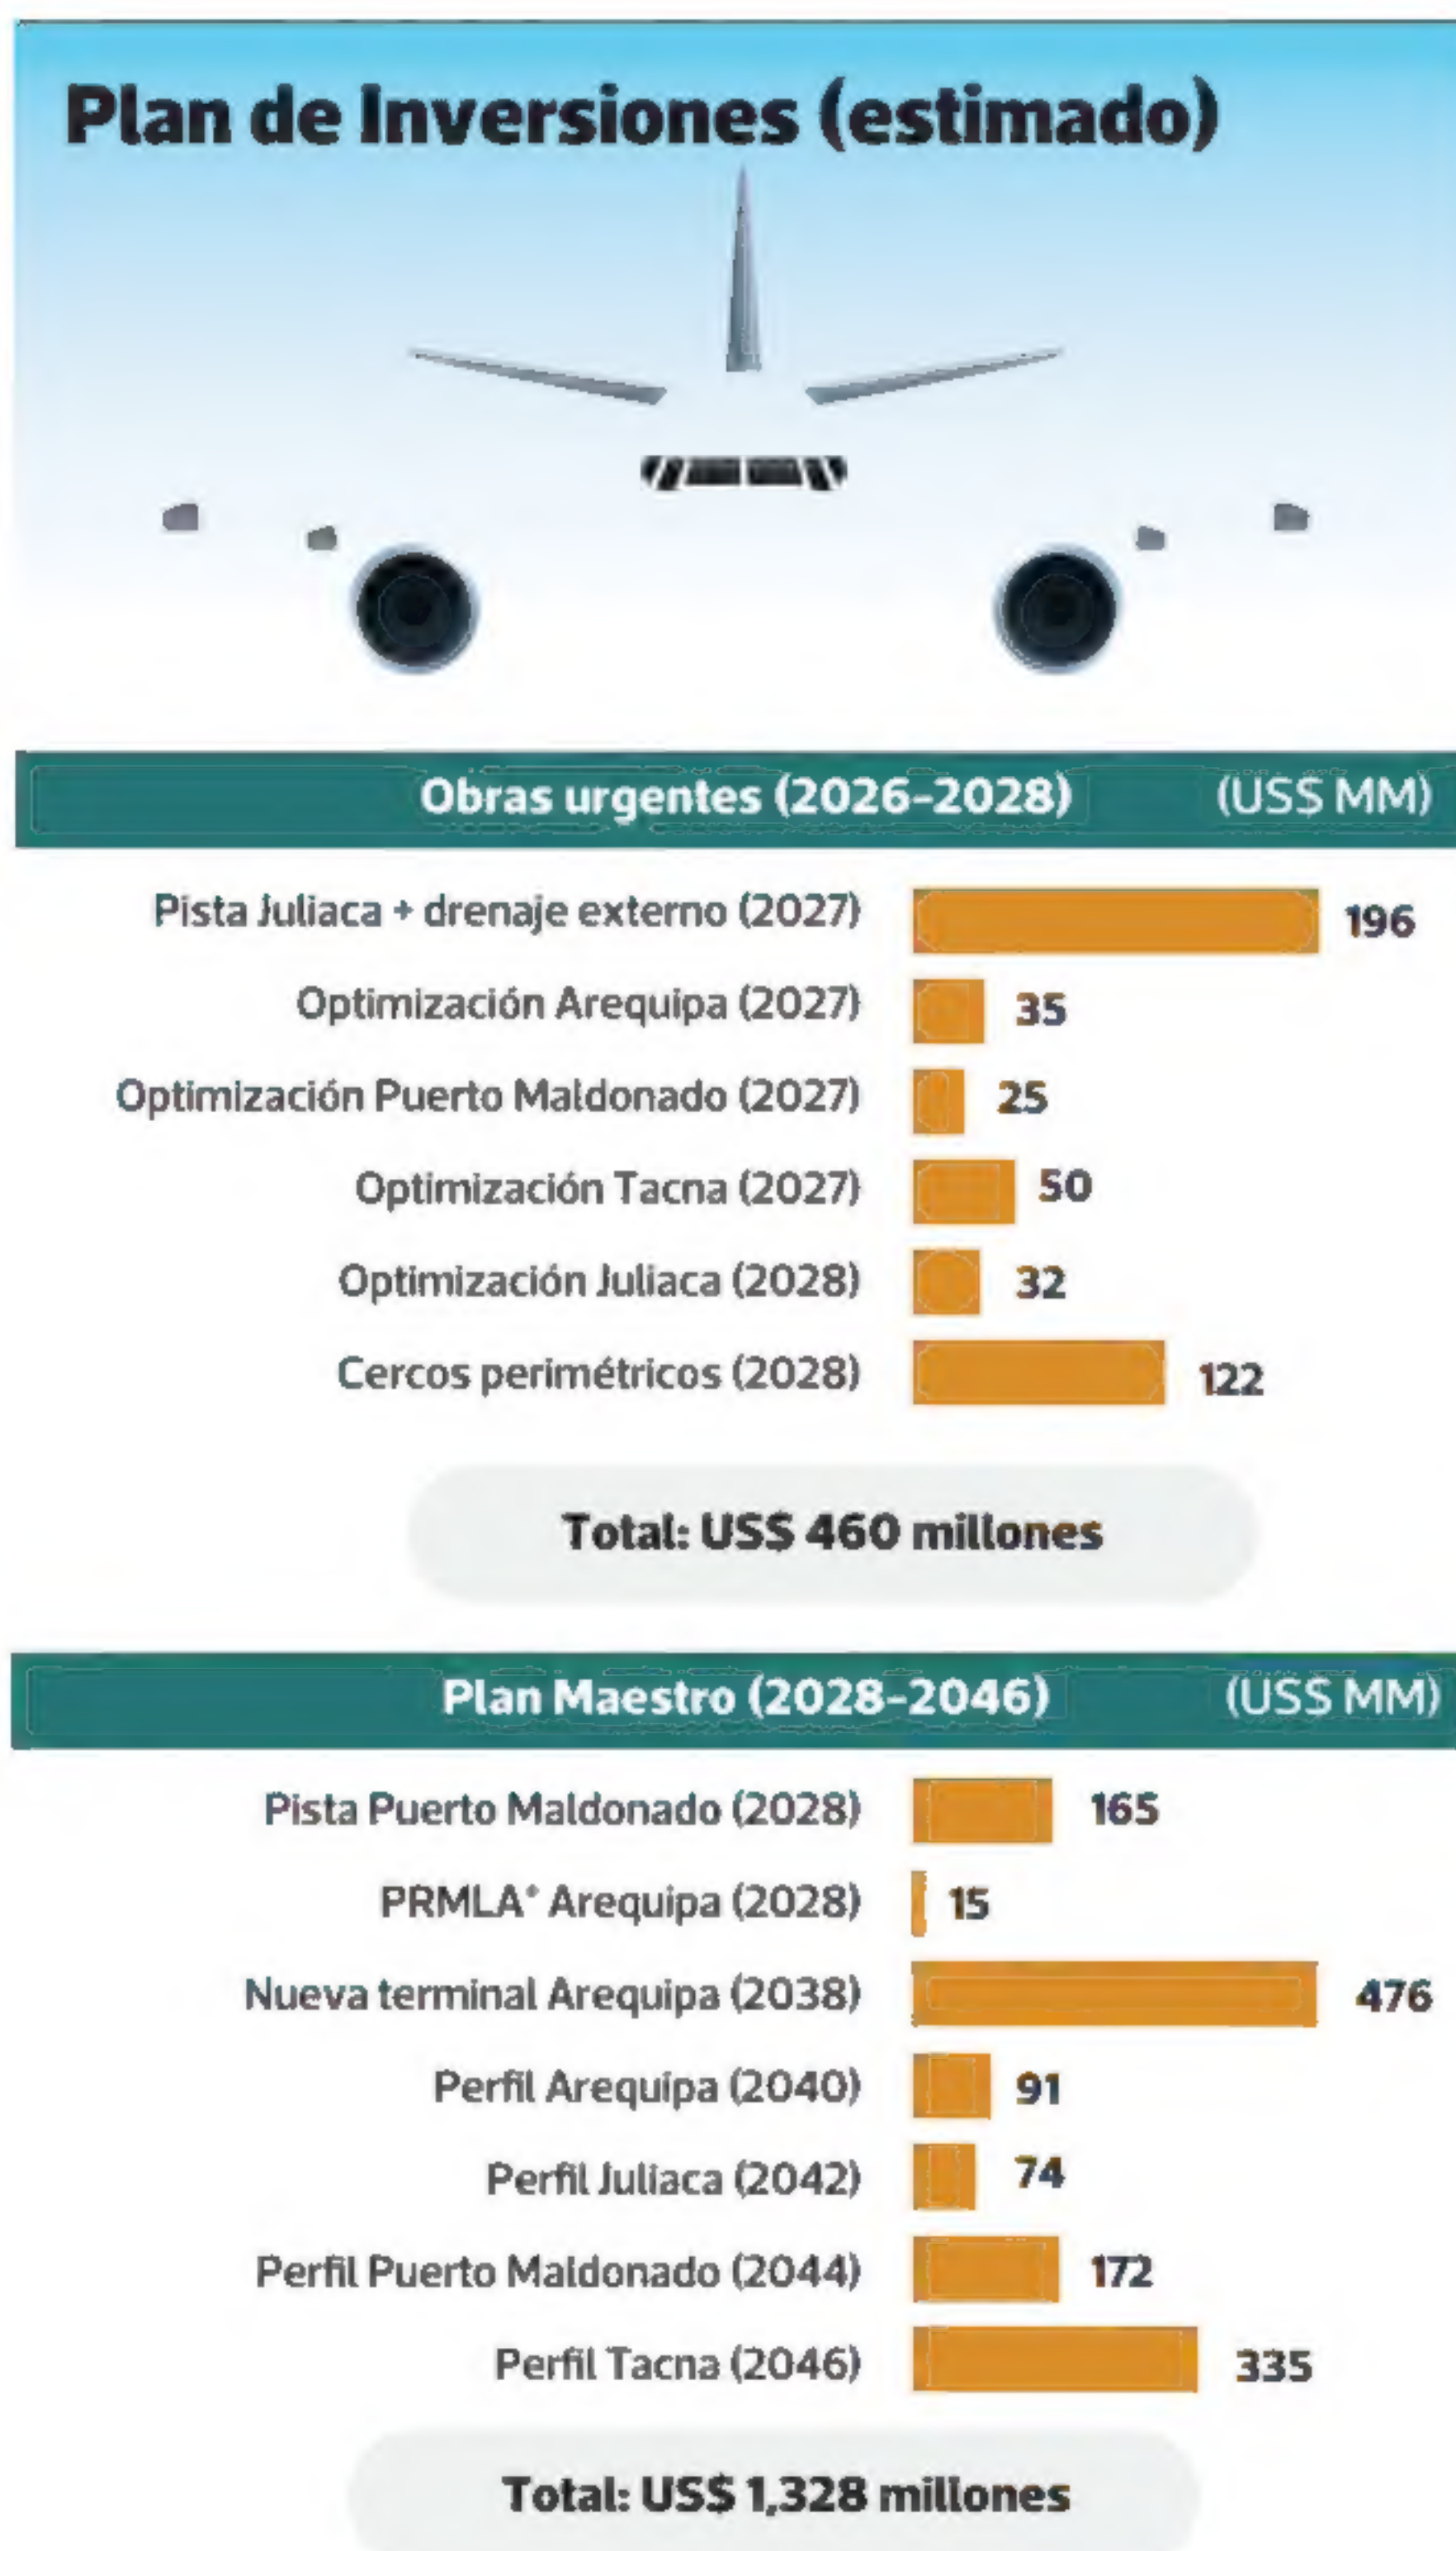 Plan de Inversiones (estimado)
Obras urgentes (2026-2028) (US$ MM)
Pista Juliaca + drenaje externo (2027) 196
Optimización Arequipa (2027) 35
Optimización Puerto Maldonado (2027) 25
Optimización Tacna (2027) 50
Optimización Juliaca (2028) 32
Cercos perimétricos (2028) 122
Total: US$ 460 millones
Plan Maestro (2028-2046) (US$ MM)
Pista Puerto Maldonado (2028) 165
PRMLA* Arequipa (2028) 15
Nueva terminal Arequipa (2038) 476
Perfil Arequipa (2040) 91
Perfil Juliaca (2042) 74
Perfil Puerto Maldonado (2044) 172
Perfil Tacna (2046) 335
Total: US$ 1,328 millones